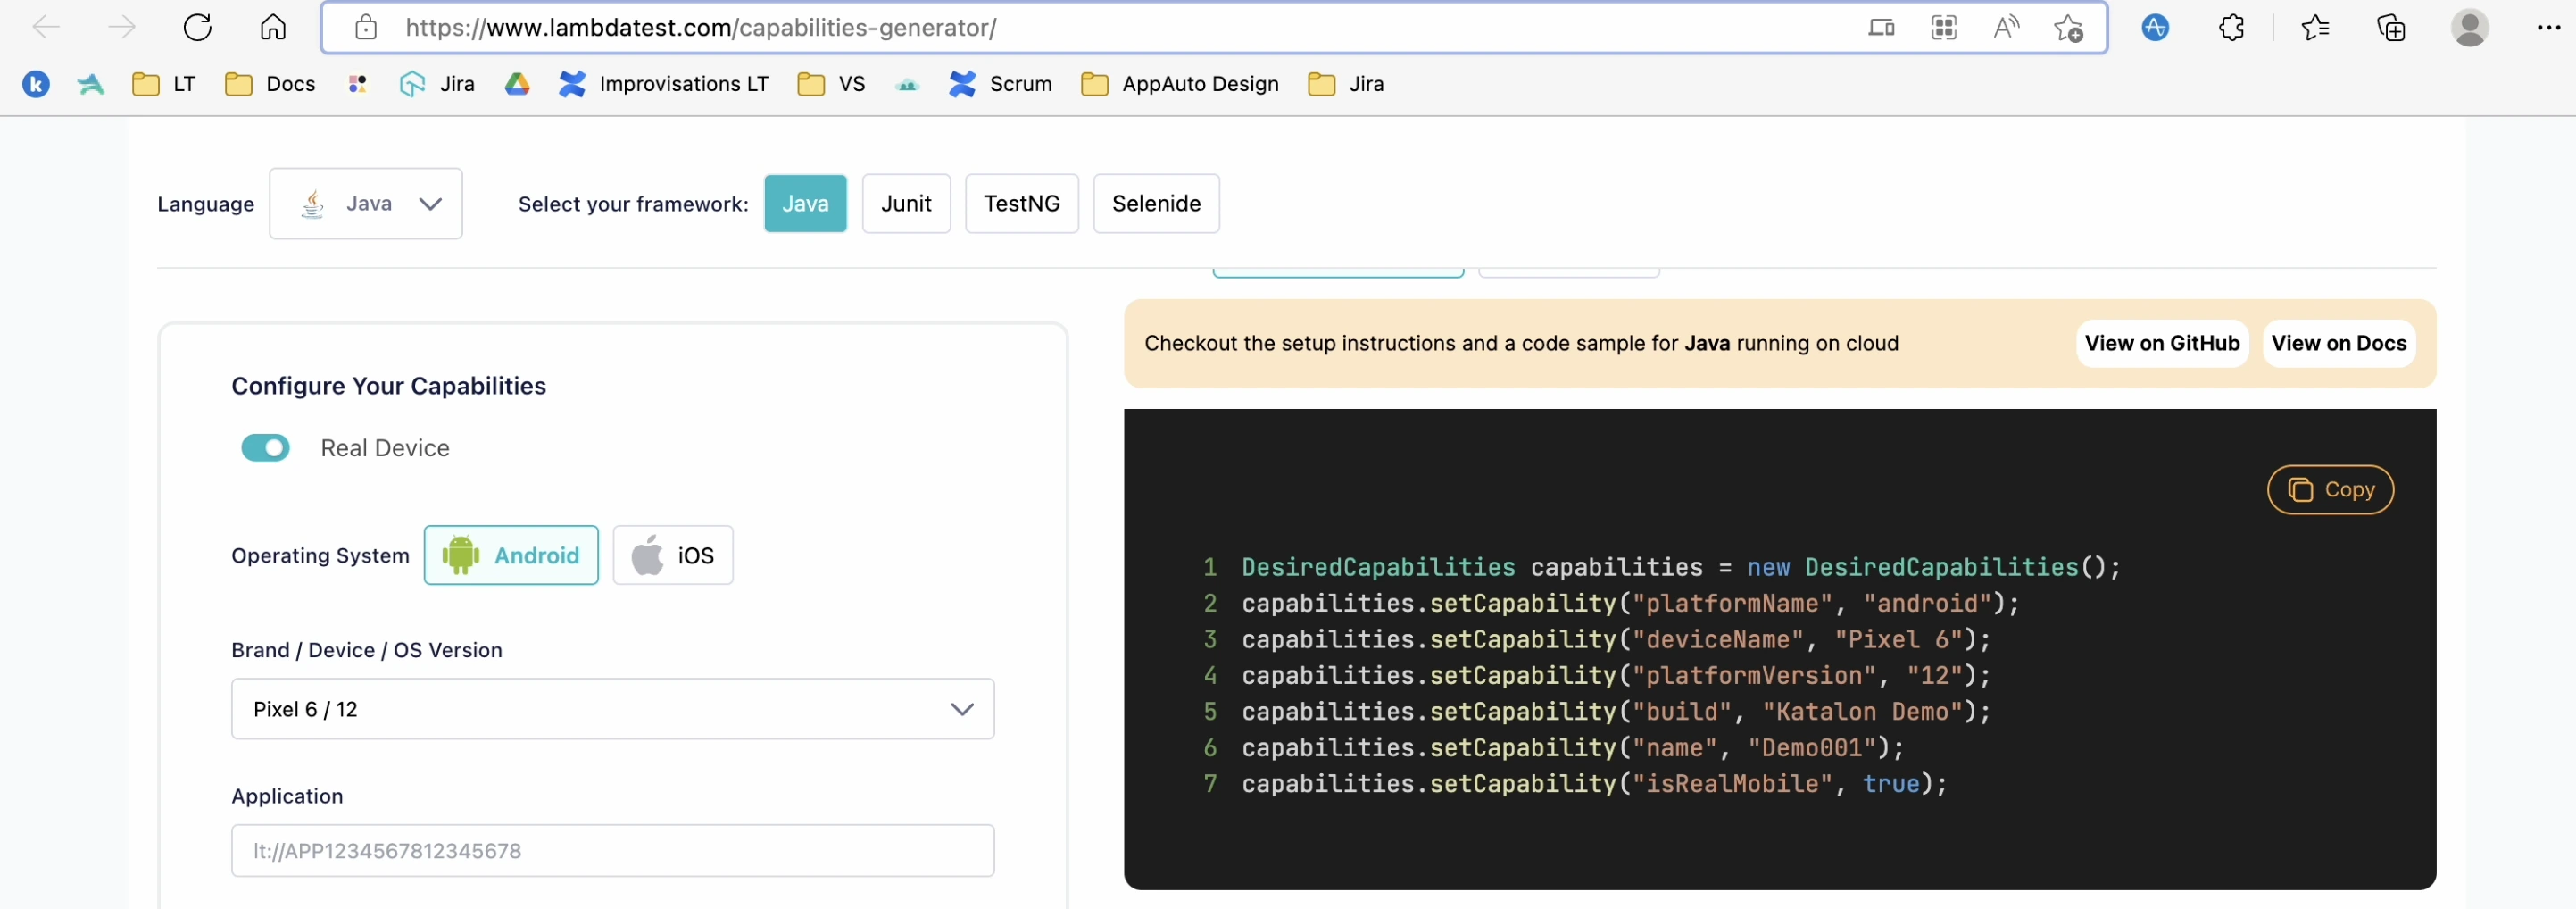 https://www.lambdatest.com/capabilities-generator/
k LT Docs Jira Improvisations LT VS Scrum AppAuto Design Jira
Language Java Select your framework: Java Junit TestNG Selenide
Checkout the setup instructions and a code sample for Java running on cloud View on GitHub View on Docs
Configure Your Capabilities
Real Device
Operating System Android iOS
Brand / Device / OS Version
Pixel 6 / 12
Application
lt://APP1234567812345678
Copy
1 DesiredCapabilities capabilities = new DesiredCapabilities();
2 capabilities.setCapability("platformName", "android");
3 capabilities.setCapability("deviceName", "Pixel 6");
4 capabilities.setCapability("platformVersion", "12");
5 capabilities.setCapability("build", "Katalon Demo");
6 capabilities.setCapability("name", "Demo001");
7 capabilities.setCapability("isRealMobile", true);